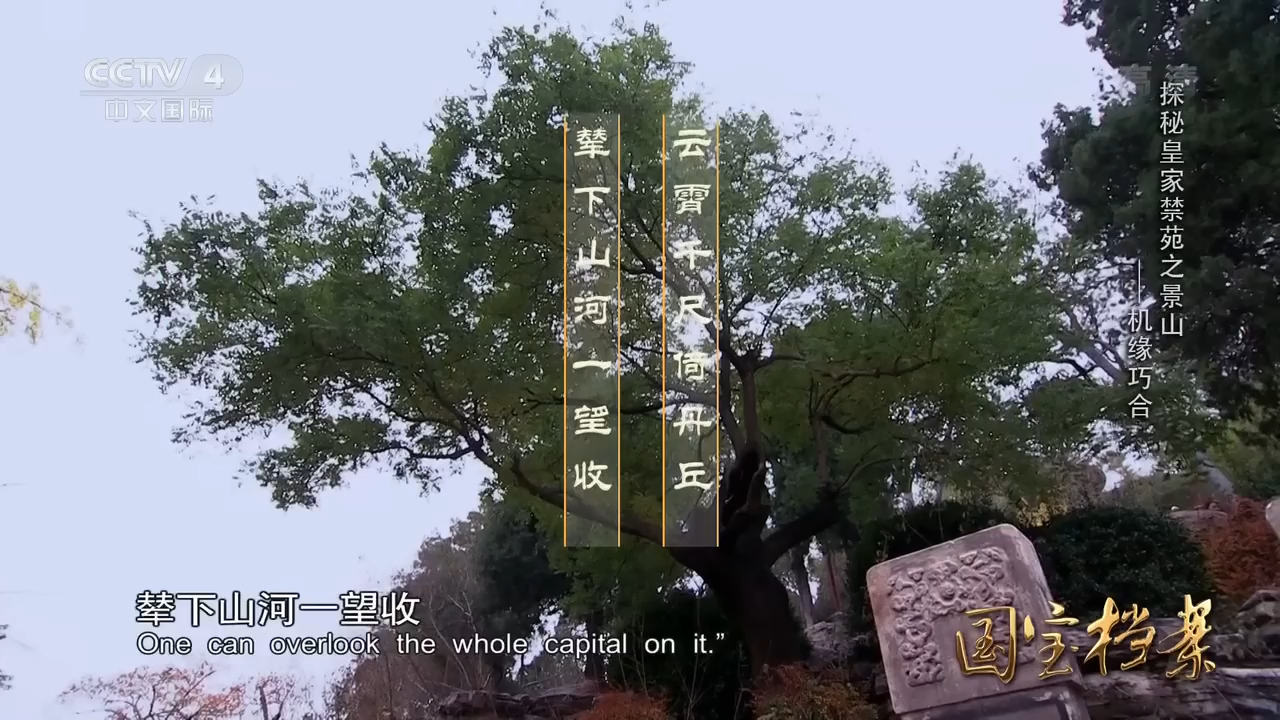 CCTV 4
中文国际
高清
探秘皇家禁苑之景山
——机缘巧合
云霄千尺倚丹丘
辇下山河一望收
辇下山河一望收
One can overlook the whole capital on it.”
国宝档案